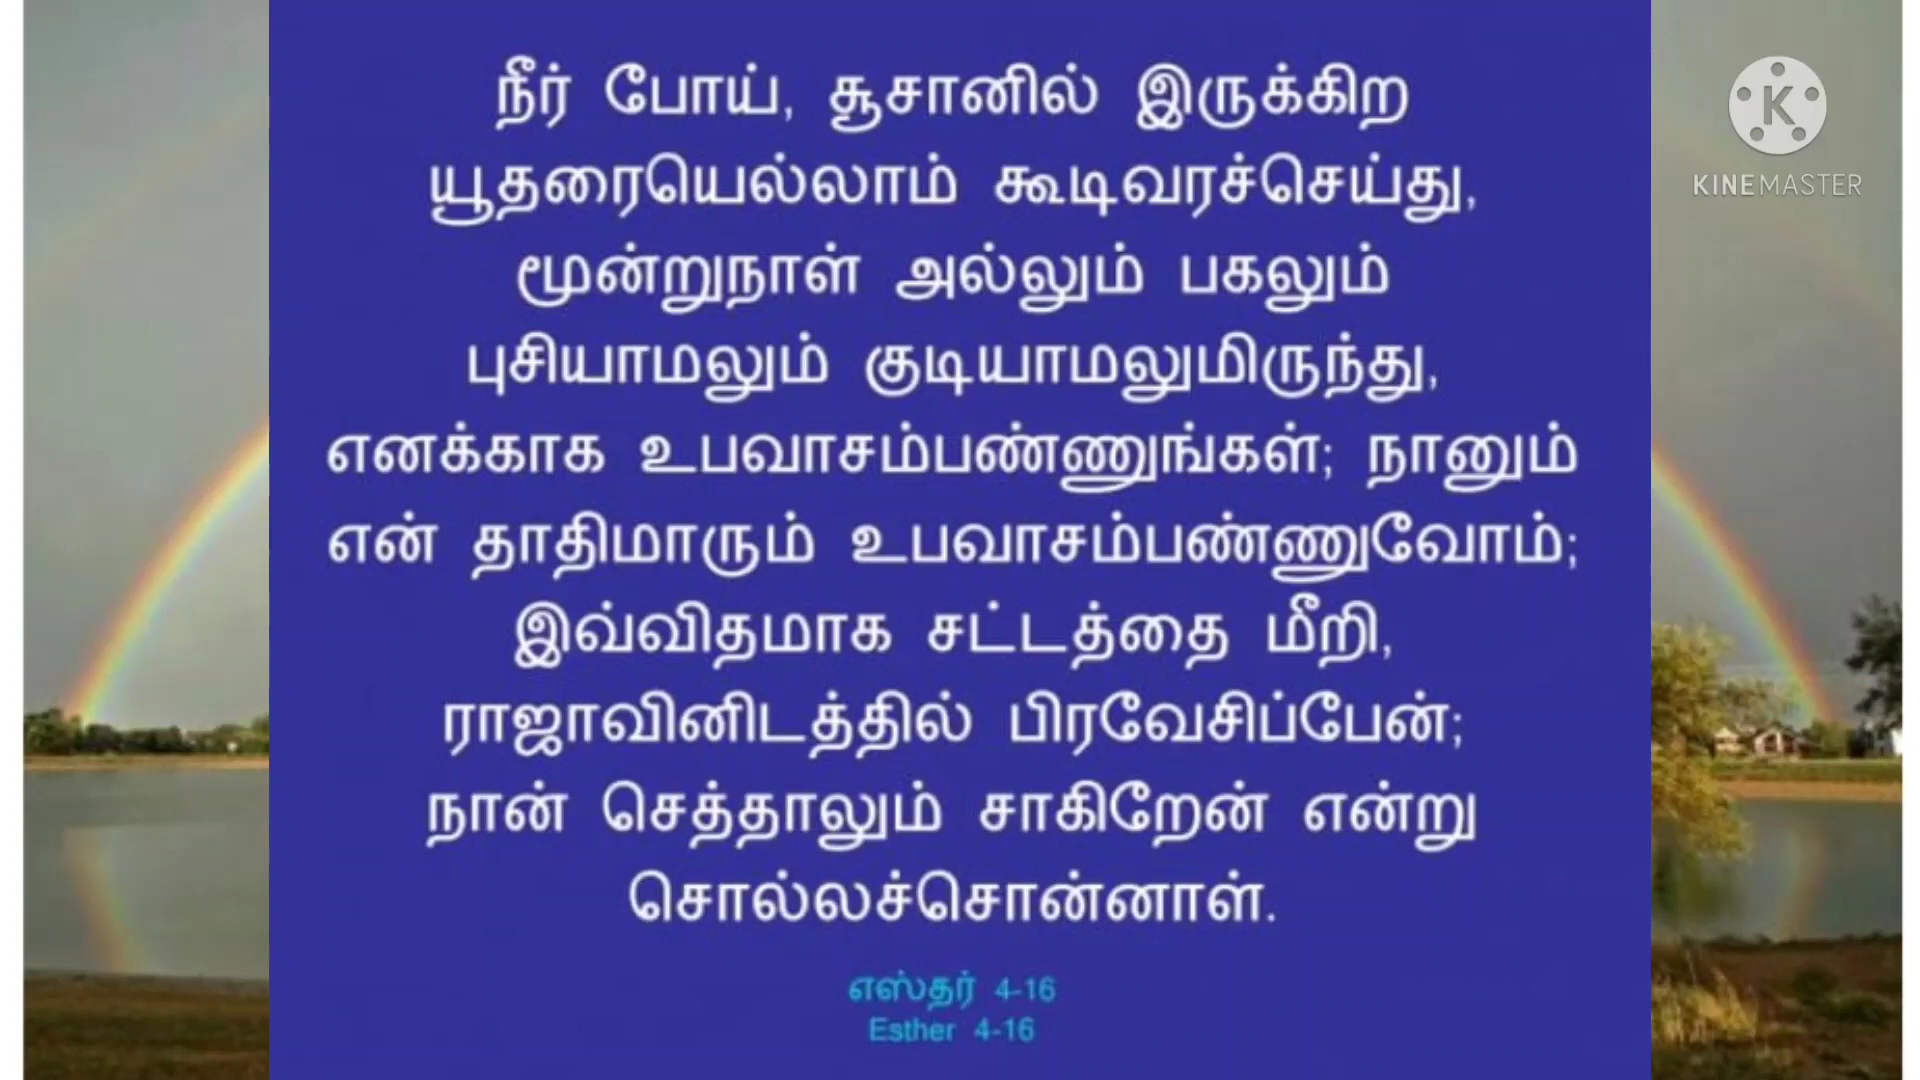 நீர் போய், சூசானில் இருக்கிற
யூதரையெல்லாம் கூடிவரச்செய்து,
மூன்றுநாள் அல்லும் பகலும்
புசியாமலும் குடியாமலுமிருந்து,
எனக்காக உபவாசம்பண்ணுங்கள்; நானும்
என் தாதிமாரும் உபவாசம்பண்ணுவோம்;
இவ்விதமாக சட்டத்தை மீறி,
ராஜாவினிடத்தில் பிரவேசிப்பேன்;
நான் செத்தாலும் சாகிறேன் என்று
சொல்லச்சொன்னாள்.
எஸ்தர் 4-16
Esther 4-16
K
KINEMASTER